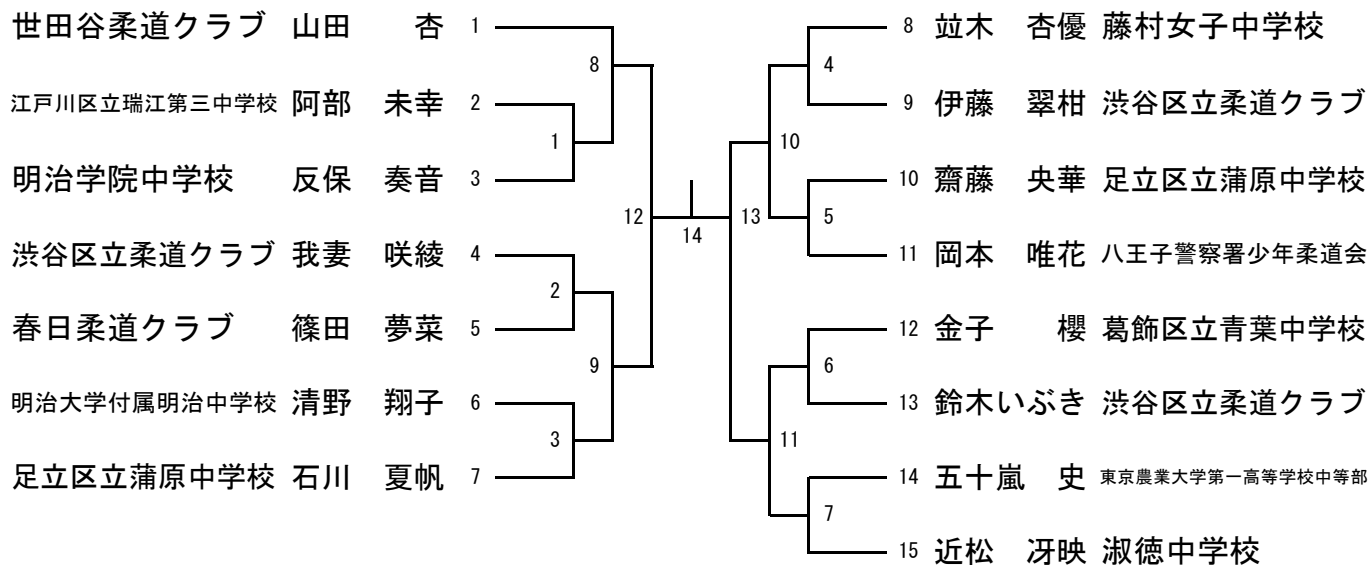 世田谷柔道クラブ 山田 杏 1
江戸川区立瑞江第三中学校 阿部 未幸 2
明治学院中学校 反保 奏音 3
渋谷区立柔道クラブ 我妻 咲綾 4
春日柔道クラブ 篠田 夢菜 5
明治大学付属明治中学校 清野 翔子 6
足立区立蒲原中学校 石川 夏帆 7
8
1
2
9
3
12
14
13
10
4
5
11
6
7
8 竝木 杏優 藤村女子中学校
9 伊藤 翠柑 渋谷区立柔道クラブ
10 齋藤 央華 足立区立蒲原中学校
11 岡本 唯花 八王子警察署少年柔道会
12 金子 櫻 葛飾区立青葉中学校
13 鈴木いぶき 渋谷区立柔道クラブ
14 五十嵐 史 東京農業大学第一高等学校中等部
15 近松 冴映 淑徳中学校